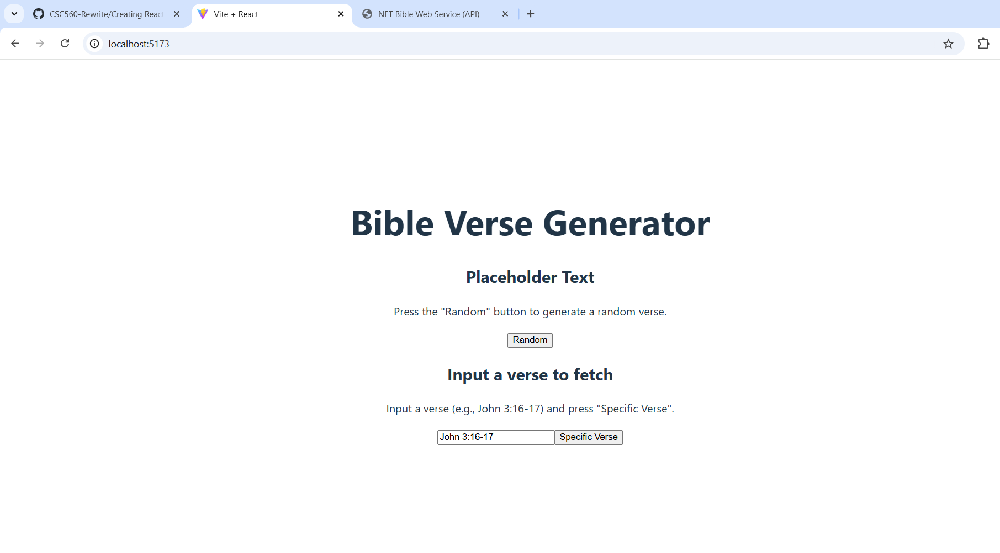 CSC560-Rewrite/Creating React
Vite + React
NET Bible Web Service (API)
localhost:5173
Bible Verse Generator
Placeholder Text
Press the "Random" button to generate a random verse.
Random
Input a verse to fetch
Input a verse (e.g., John 3:16-17) and press "Specific Verse".
John 3:16-17 Specific Verse